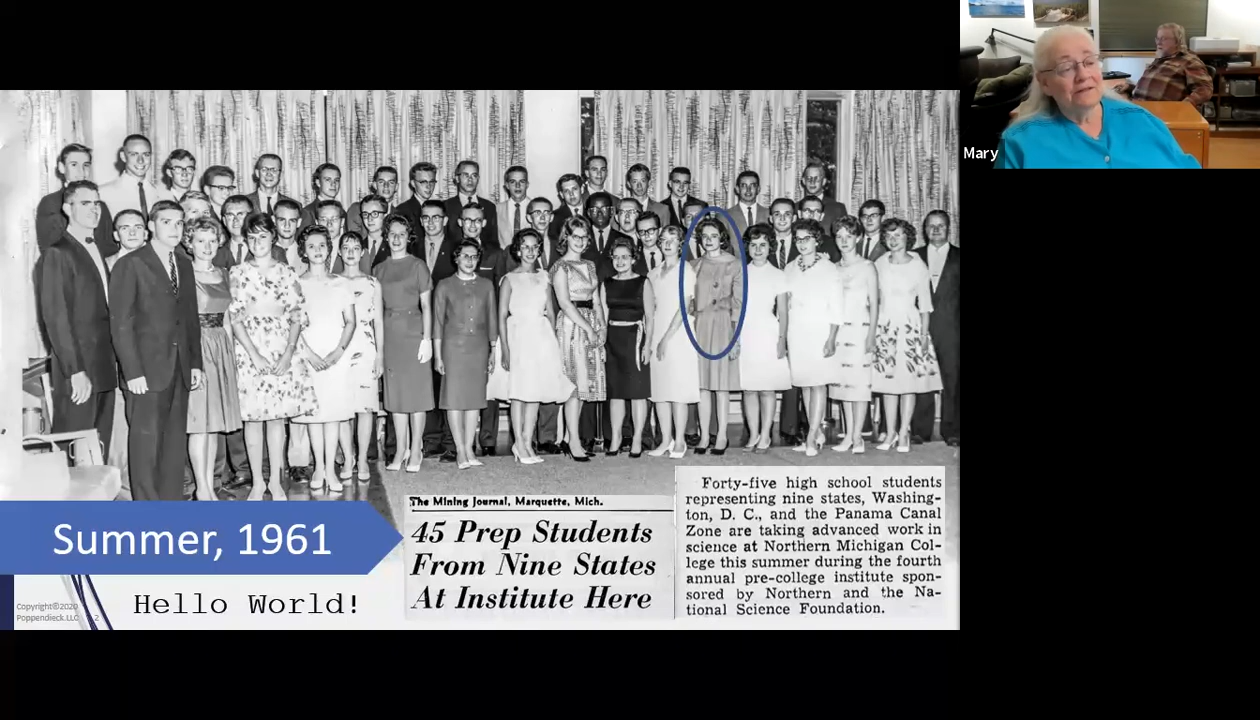 Mary
Summer, 1961
Hello World!
Copyright©2020
Poppendieck.LLC
2
The Mining Journal, Marquette, Mich.
45 Prep Students
From Nine States
At Institute Here
Forty-five high school students
representing nine states, Washing-
ton, D. C., and the Panama Canal
Zone are taking advanced work in
science at Northern Michigan Col-
lege this summer during the fourth
annual pre-college institute spon-
sored by Northern and the Na-
tional Science Foundation.